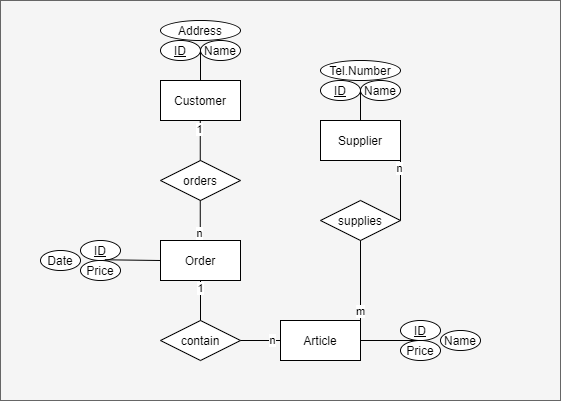 Address
ID Name
Customer
1
orders
n
Order
ID
Date
Price
1
contain
n
Article
ID
Price
Name
Tel.Number
ID Name
Supplier
n
supplies
m